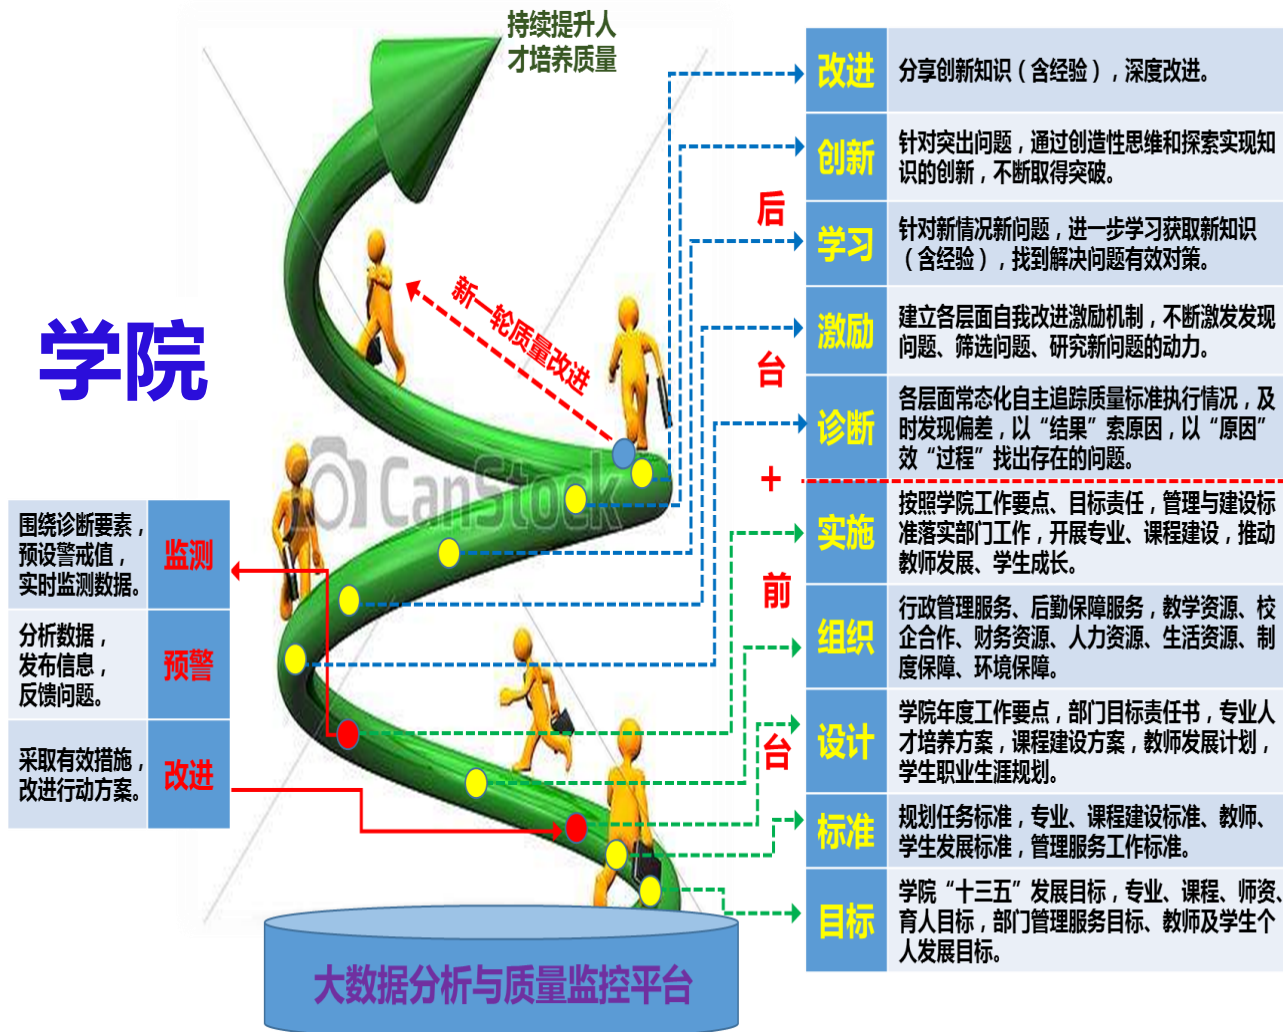 持续提升人
才培养质量
学院
新一轮质量改进
后
台
+
前
台
改进
分享创新知识（含经验），深度改进。
创新
针对突出问题，通过创造性思维和探索实现知
识的创新，不断取得突破。
学习
针对新情况新问题，进一步学习获取新知识
（含经验），找到解决问题有效对策。
激励
建立各层面自我改进激励机制，不断激发发现
问题、筛选问题、研究新问题的动力。
诊断
各层面常态化自主追踪质量标准执行情况，及
时发现偏差，以“结果”索原因，以“原因”
效“过程”找出存在的问题。
实施
按照学院工作要点、目标责任，管理与建设标
准落实部门工作，开展专业、课程建设，推动
教师发展、学生成长。
组织
行政管理服务、后勤保障服务，教学资源、校
企合作、财务资源、人力资源、生活资源、制
度保障、环境保障。
设计
学院年度工作要点，部门目标责任书，专业人
才培养方案，课程建设方案，教师发展计划，
学生职业生涯规划。
标准
规划任务标准，专业、课程建设标准、教师、
学生发展标准，管理服务工作标准。
目标
学院“十三五”发展目标，专业、课程、师资、
育人目标，部门管理服务目标、教师及学生个
人发展目标。
围绕诊断要素，
预设警戒值，
实时监测数据。
监测
分析数据，
发布信息，
反馈问题。
预警
采取有效措施，
改进行动方案。
改进
CanStock
大数据分析与质量监控平台